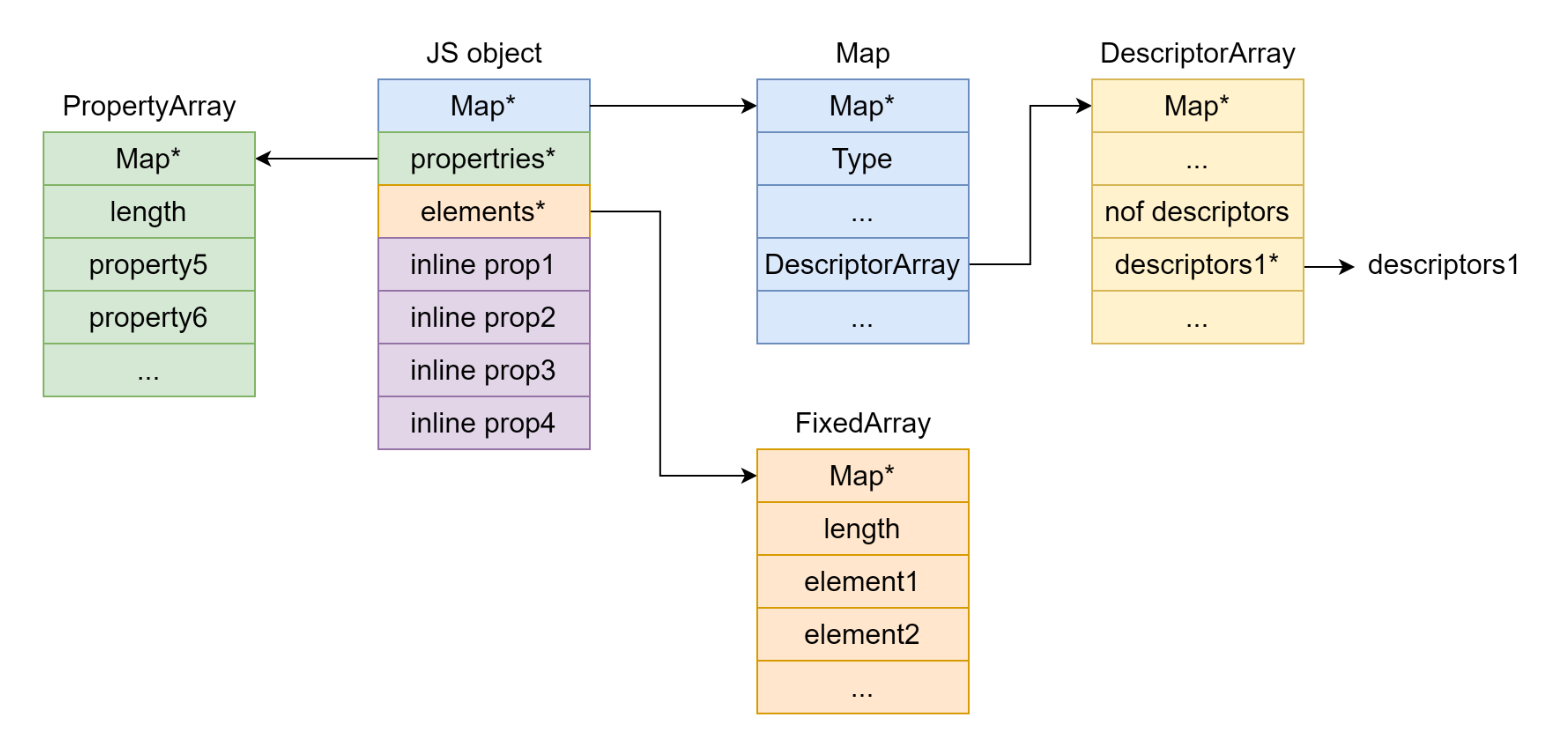 PropertyArray
Map*
length
property5
property6
...
JS object
Map*
propertries*
elements*
inline prop1
inline prop2
inline prop3
inline prop4
Map
Map*
Type
...
DescriptorArray
...
DescriptorArray
Map*
...
nof descriptors
descriptors1*
...
descriptors1
FixedArray
Map*
length
element1
element2
...